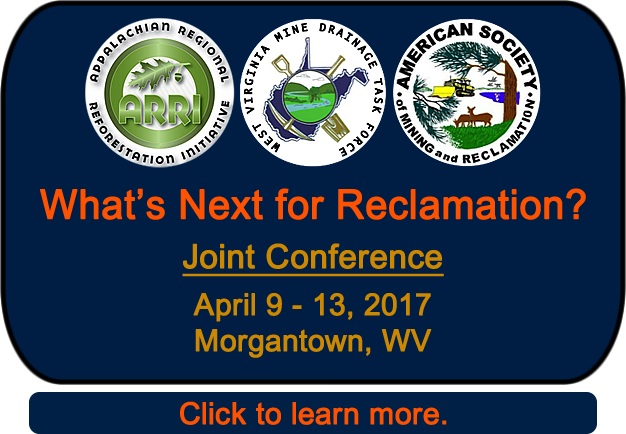 APPALACHIAN REGIONAL
ARRI
REFORESTATION INITIATIVE
WEST VIRGINIA MINE DRAINAGE TASK FORCE
AMERICAN SOCIETY
of MINING and RECLAMATION
What's Next for Reclamation?
Joint Conference
April 9 - 13, 2017
Morgantown, WV
Click to learn more.